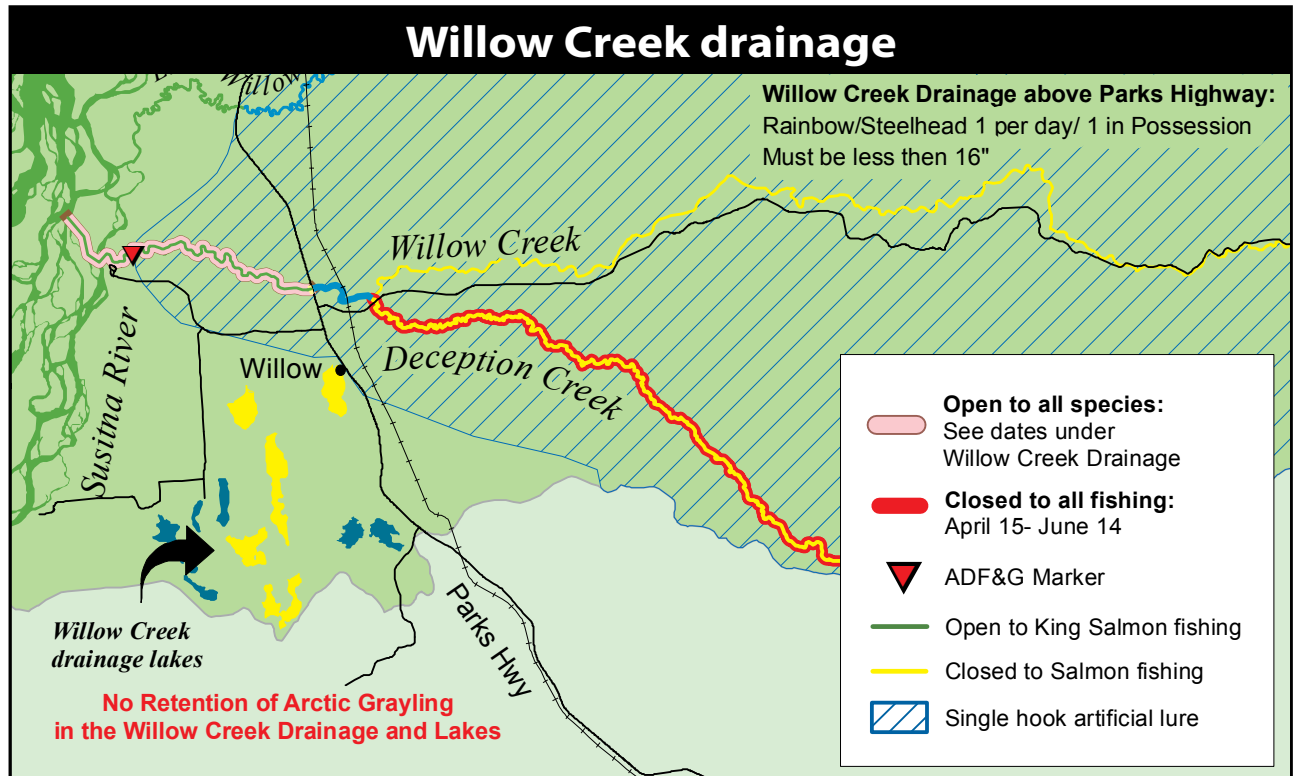 Willow Creek drainage
Willow
Willow Creek Drainage above Parks Highway:
Rainbow/Steelhead 1 per day/ 1 in Possession
Must be less then 16"
Willow Creek
Susitna River
Willow
Deception Creek
Parks Hwy
Willow Creek
drainage lakes
No Retention of Arctic Grayling
in the Willow Creek Drainage and Lakes
Open to all species:
See dates under
Willow Creek Drainage
Closed to all fishing:
April 15- June 14
ADF&G Marker
Open to King Salmon fishing
Closed to Salmon fishing
Single hook artificial lure